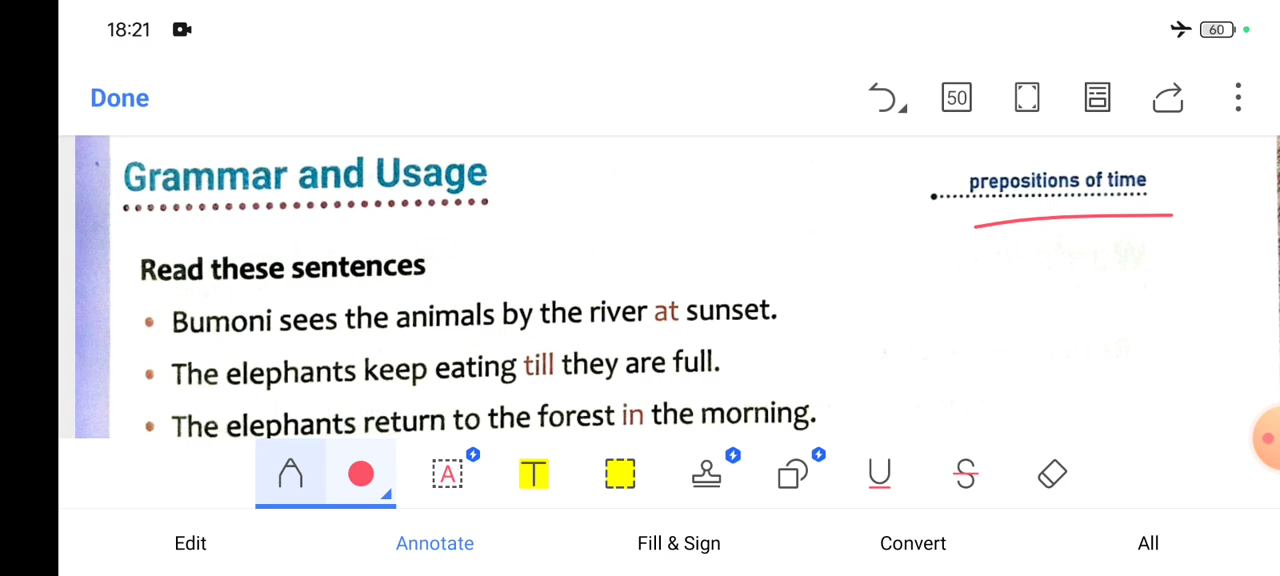 18:21
60
Done
50
Grammar and Usage
prepositions of time
Read these sentences
• Bumoni sees the animals by the river at sunset.
• The elephants keep eating till they are full.
• The elephants return to the forest in the morning.
A
T
U
S
Edit
Annotate
Fill & Sign
Convert
All